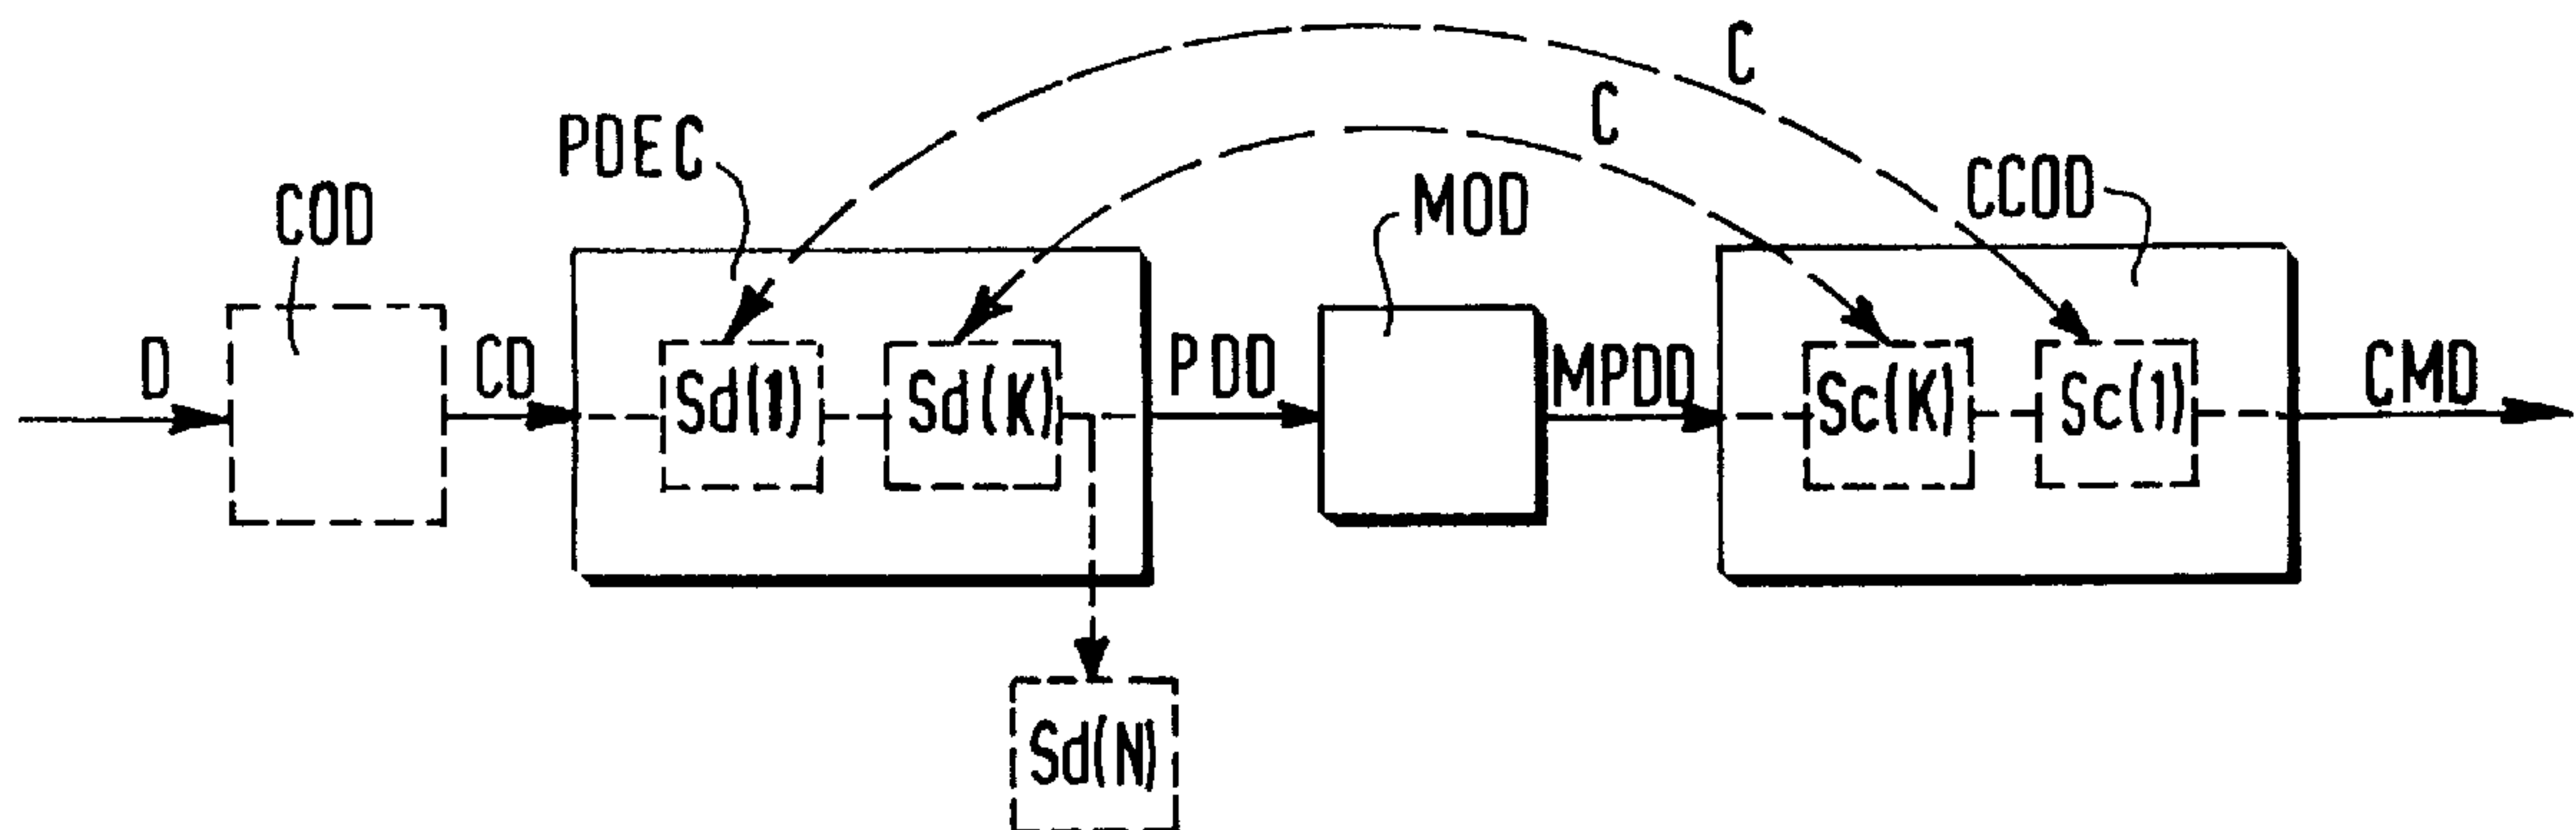 C
C
PDEC
MOD
CCOD
COD
D
CD
Sd(1)
Sd(K)
PDD
MPDD
Sc(K)
Sc(1)
CMD
Sd(N)